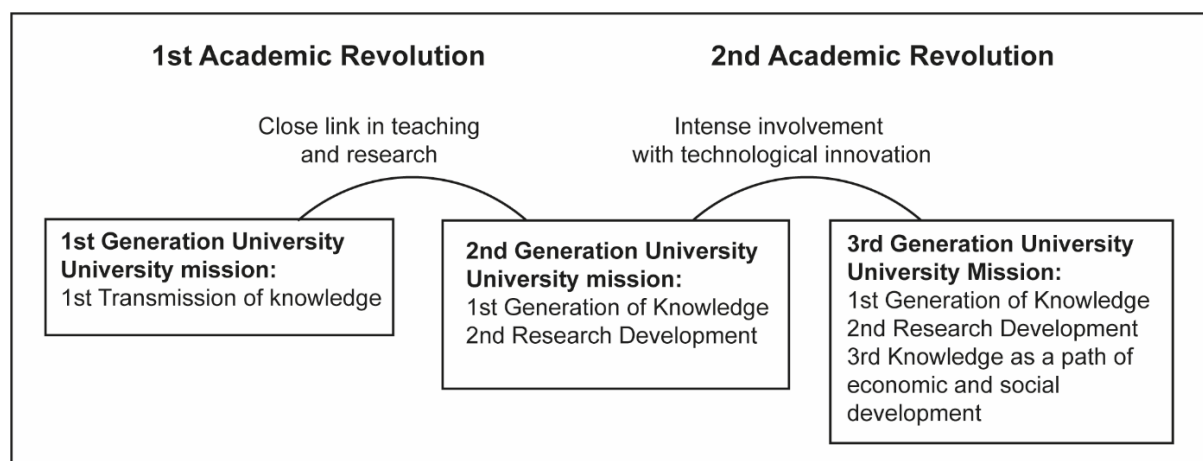 1st Academic Revolution
2nd Academic Revolution
Close link in teaching
and research
Intense involvement
with technological innovation
1st Generation University
University mission:
1st Transmission of knowledge
2nd Generation University
University mission:
1st Generation of Knowledge
2nd Research Development
3rd Generation University
University Mission:
1st Generation of Knowledge
2nd Research Development
3rd Knowledge as a path of
economic and social
development